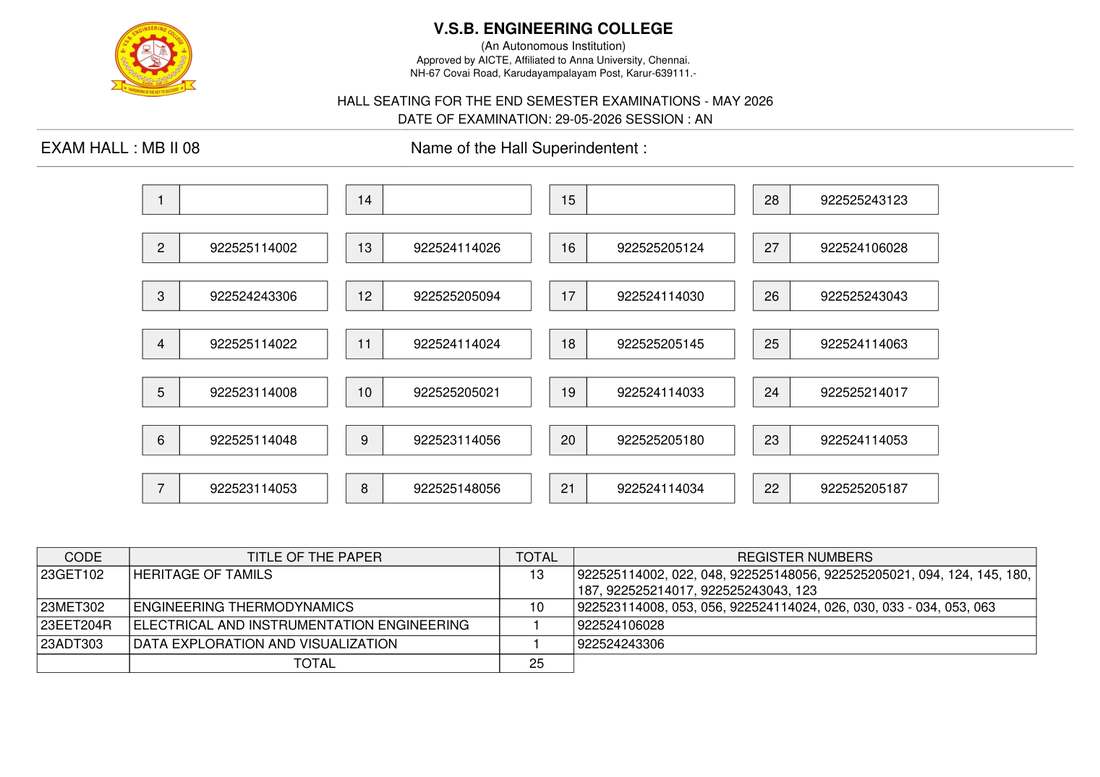 V.S.B. ENGINEERING COLLEGE
(An Autonomous Institution)
Approved by AICTE, Affiliated to Anna University, Chennai.
NH-67 Covai Road, Karudayampalayam Post, Karur-639111.-
HALL SEATING FOR THE END SEMESTER EXAMINATIONS - MAY 2026
DATE OF EXAMINATION: 29-05-2026 SESSION : AN
EXAM HALL : MB II 08 Name of the Hall Superindentent :
1 14 15 28 922525243123
2 922525114002 13 922524114026 16 922525205124 27 922524106028
3 922524243306 12 922525205094 17 922524114030 26 922525243043
4 922525114022 11 922524114024 18 922525205145 25 922524114063
5 922523114008 10 922525205021 19 922524114033 24 922525214017
6 922525114048 9 922523114056 20 922525205180 23 922524114053
7 922523114053 8 922525148056 21 922524114034 22 922525205187
CODE TITLE OF THE PAPER TOTAL REGISTER NUMBERS
23GET102 HERITAGE OF TAMILS 13 922525114002, 022, 048, 922525148056, 922525205021, 094, 124, 145, 180,
187, 922525214017, 922525243043, 123
23MET302 ENGINEERING THERMODYNAMICS 10 922523114008, 053, 056, 922524114024, 026, 030, 033 - 034, 053, 063
23EET204R ELECTRICAL AND INSTRUMENTATION ENGINEERING 1 922524106028
23ADT303 DATA EXPLORATION AND VISUALIZATION 1 922524243306
TOTAL 25